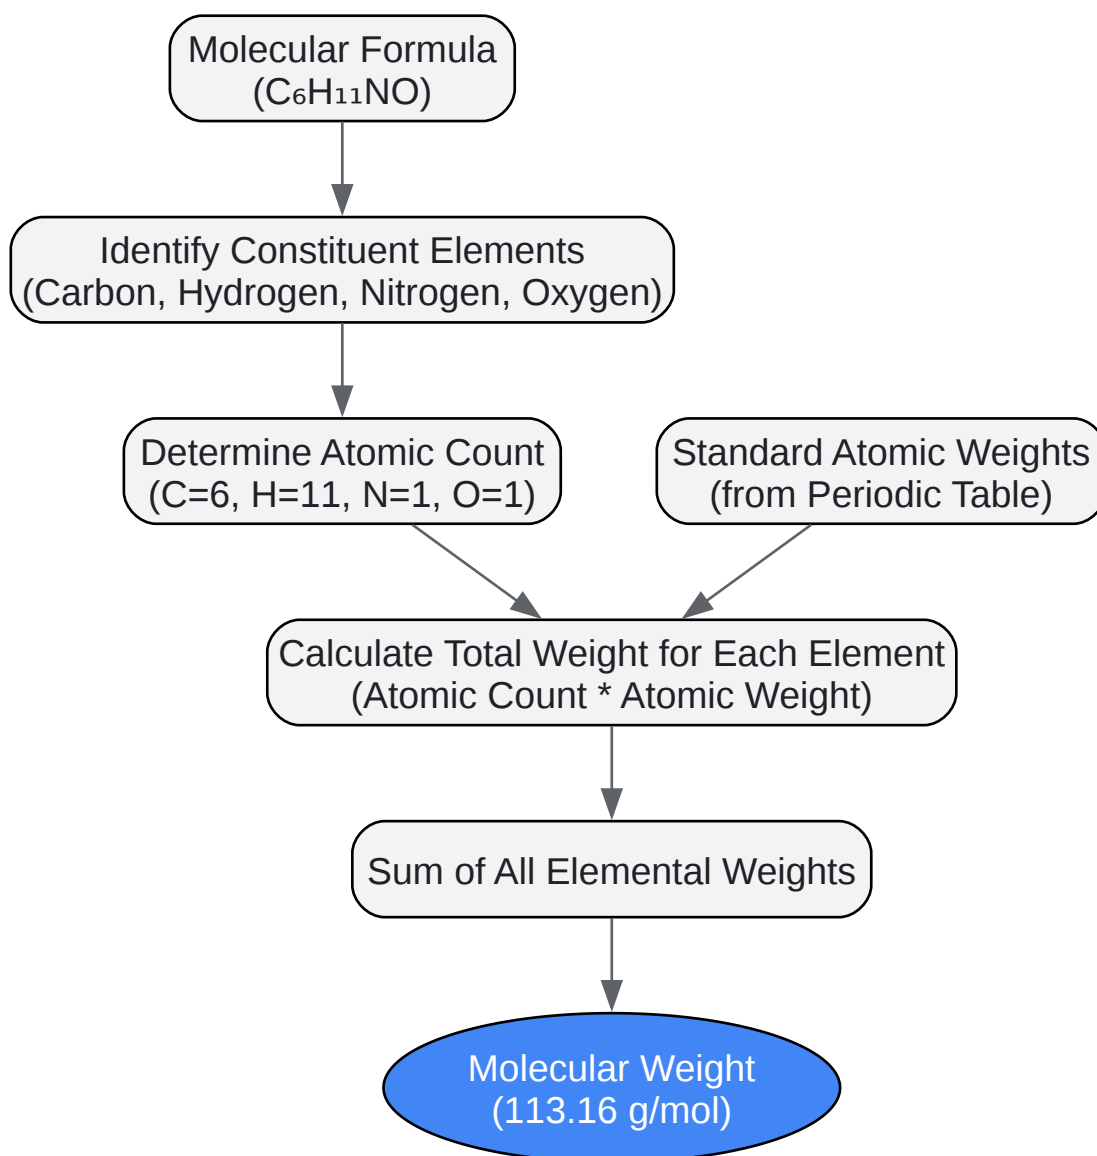 Molecular Formula
(C₆H₁₁NO)
Identify Constituent Elements
(Carbon, Hydrogen, Nitrogen, Oxygen)
Determine Atomic Count
(C=6, H=11, N=1, O=1)
Standard Atomic Weights
(from Periodic Table)
Calculate Total Weight for Each Element
(Atomic Count * Atomic Weight)
Sum of All Elemental Weights
Molecular Weight
(113.16 g/mol)